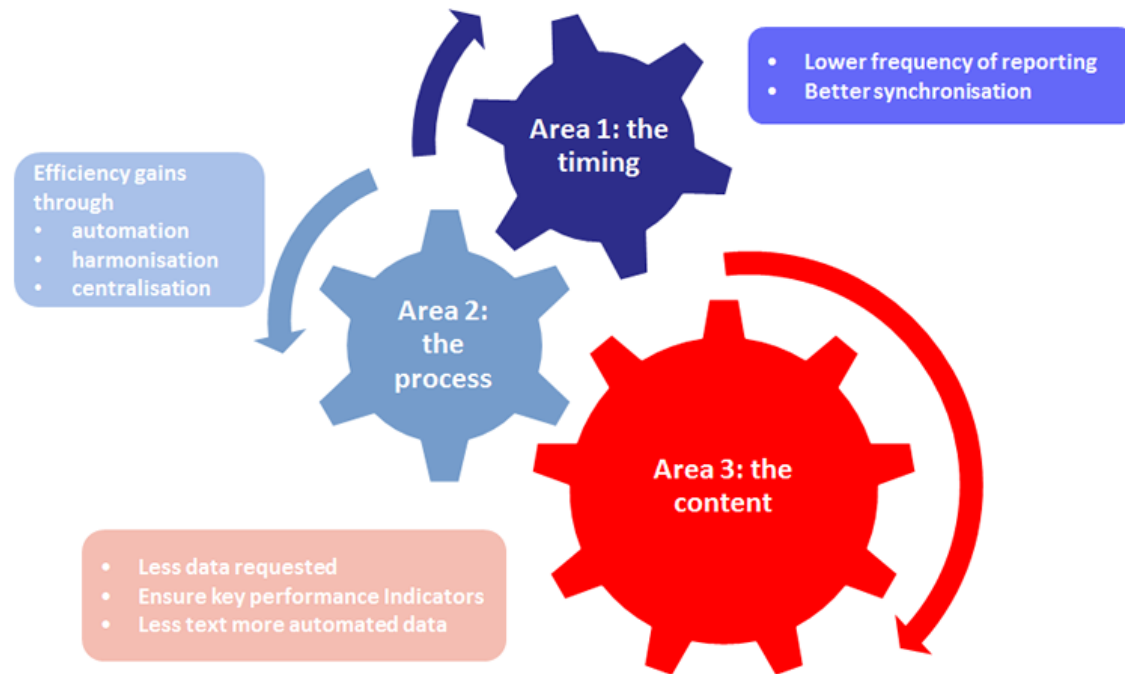 Area 1: the
timing
• Lower frequency of reporting
• Better synchronisation
Efficiency gains
through
• automation
• harmonisation
• centralisation
Area 2:
the
process
Area 3: the
content
• Less data requested
• Ensure key performance Indicators
• Less text more automated data